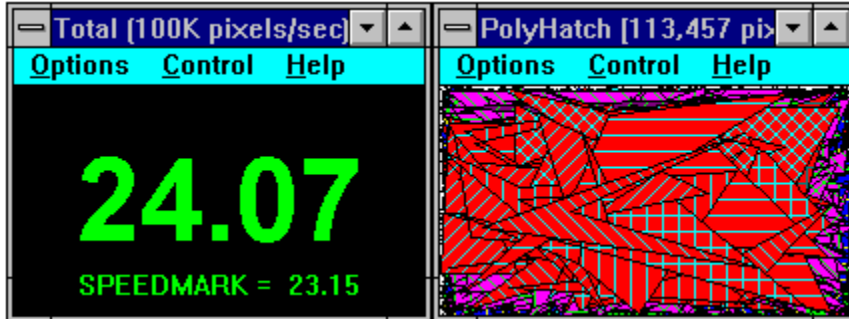 Total (100K pixels/sec)
Options Control Help
24.07
SPEEDMARK = 23.15
PolyHatch [113,457 pix
Options Control Help